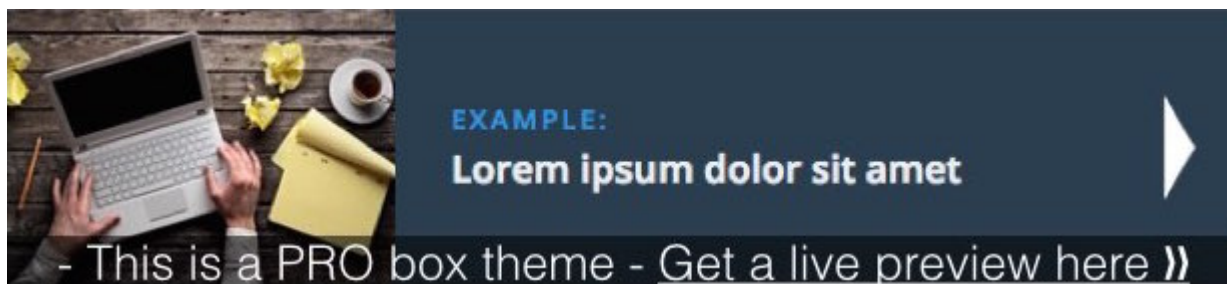 EXAMPLE:
Lorem ipsum dolor sit amet
- This is a PRO box theme - Get a live preview here ⟫